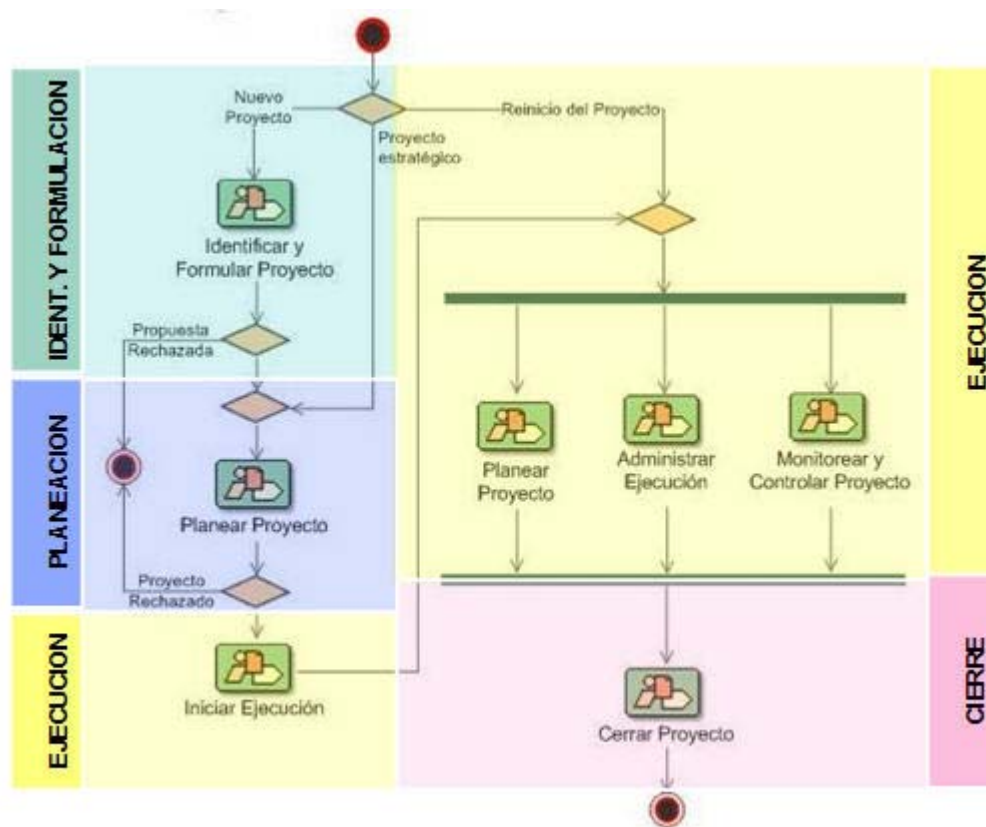 IDENT. Y FORMULACION
Nuevo
Proyecto
Reinicio del Proyecto
Proyecto
estratégico
Identificar y
Formular Proyecto
Propuesta
Rechazada
PLANEACION
Planear Proyecto
Proyecto
Rechazado
EJECUCION
Iniciar Ejecución
Planear
Proyecto
Administrar
Ejecución
Monitorear y
Controlar Proyecto
EJECUCION
Cerrar Proyecto
CIERRE